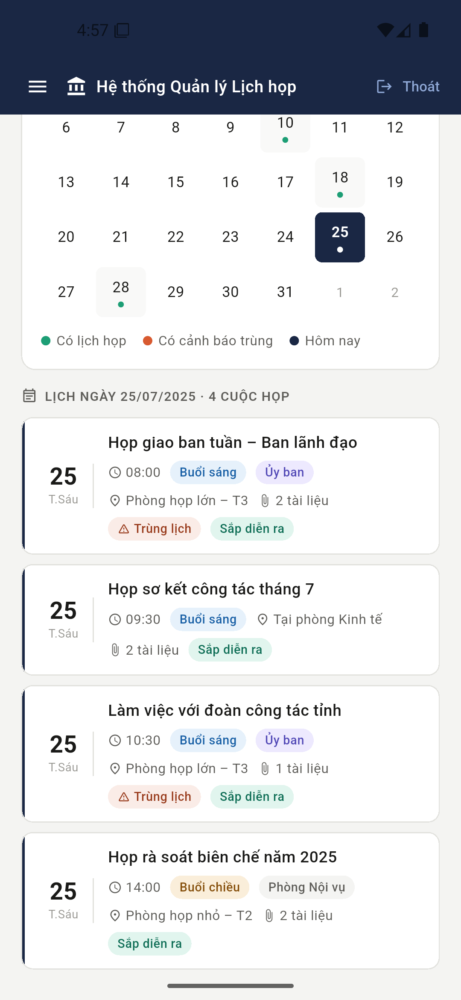 4:57
Hệ thống Quản lý Lịch họp Thoát
6 7 8 9 10 11 12
13 14 15 16 17 18 19
20 21 22 23 24 25 26
27 28 29 30 31 1 2
Có lịch họp Có cảnh báo trùng Hôm nay
LỊCH NGÀY 25/07/2025 · 4 CUỘC HỌP
Họp giao ban tuần – Ban lãnh đạo
25
T.Sáu
08:00 Buổi sáng Ủy ban
Phòng họp lớn – T3 2 tài liệu
Trùng lịch Sắp diễn ra
Họp sơ kết công tác tháng 7
25
T.Sáu
09:30 Buổi sáng Tại phòng Kinh tế
2 tài liệu Sắp diễn ra
Làm việc với đoàn công tác tỉnh
25
T.Sáu
10:30 Buổi sáng Ủy ban
Phòng họp lớn – T3 1 tài liệu
Trùng lịch Sắp diễn ra
Họp rà soát biên chế năm 2025
25
T.Sáu
14:00 Buổi chiều Phòng Nội vụ
Phòng họp nhỏ – T2 2 tài liệu
Sắp diễn ra